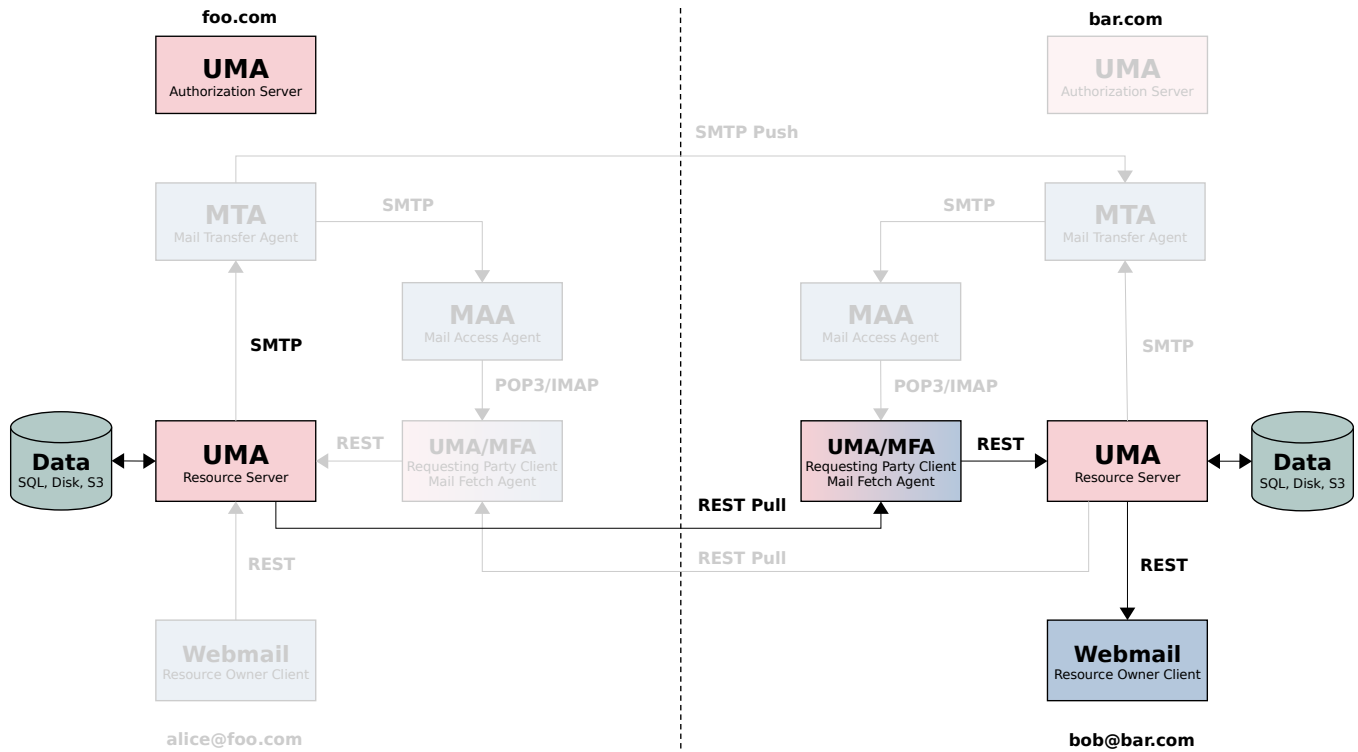 foo.com
bar.com
UMA
Authorization Server
UMA
Authorization Server
SMTP Push
MTA
Mail Transfer Agent
SMTP
SMTP
MTA
Mail Transfer Agent
MAA
Mail Access Agent
MAA
Mail Access Agent
SMTP
SMTP
POP3/IMAP
POP3/IMAP
Data
SQL, Disk, S3
UMA
Resource Server
REST
UMA/MFA
Requesting Party Client
Mail Fetch Agent
UMA/MFA
Requesting Party Client
Mail Fetch Agent
REST
UMA
Resource Server
Data
SQL, Disk, S3
REST Pull
REST Pull
REST
REST
Webmail
Resource Owner Client
Webmail
Resource Owner Client
alice@foo.com
bob@bar.com